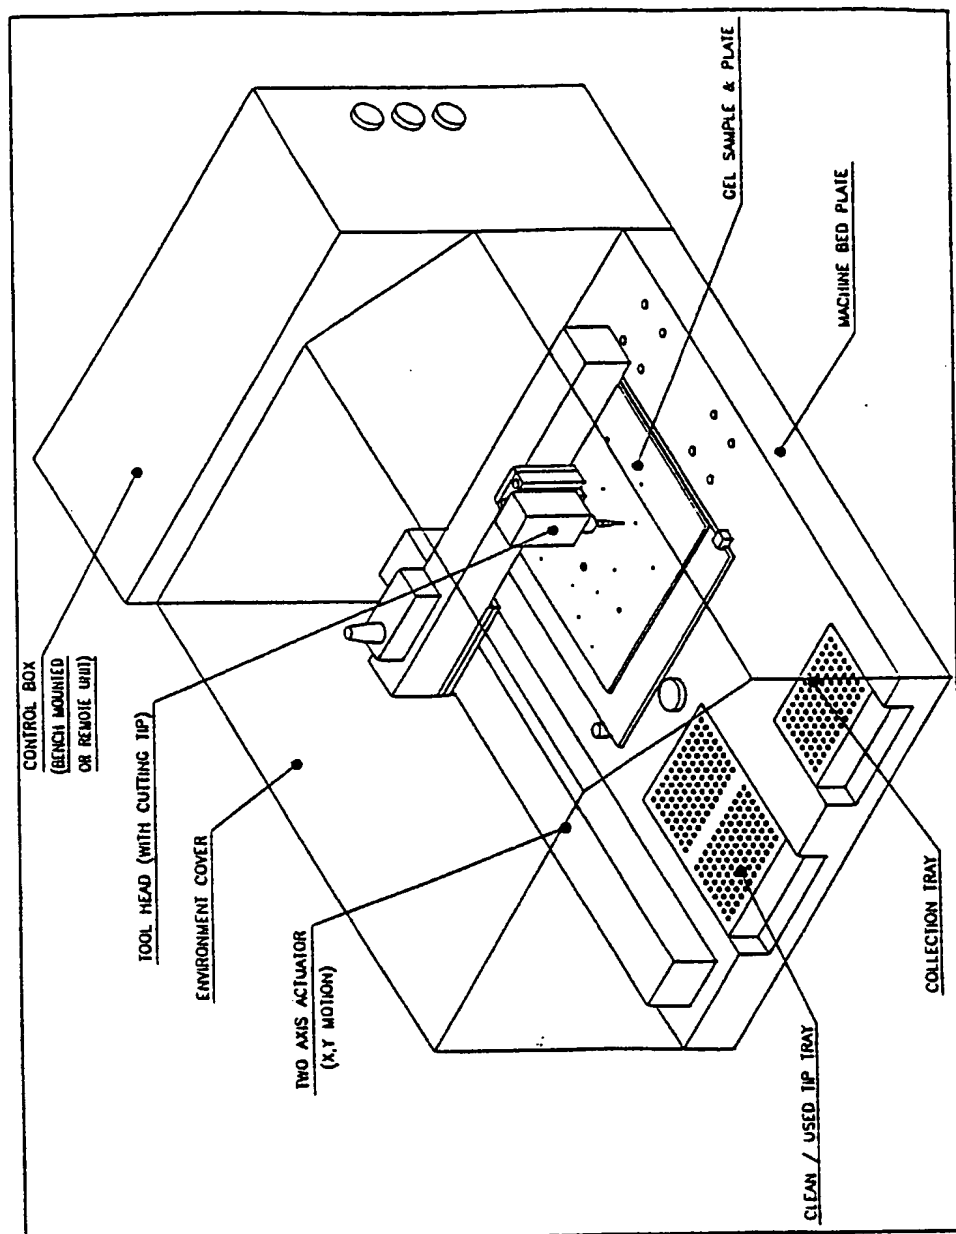 CONTROL BOX
(BENCH MOUNTED
OR REMOTE UNIT)
TOOL HEAD (WITH CUTTING TIP)
ENVIRONMENT COVER
TWO AXIS ACTUATOR
(X,Y MOTION)
GEL SAMPLE & PLATE
MACHINE BED PLATE
COLLECTION TRAY
CLEAN / USED TIP TRAY